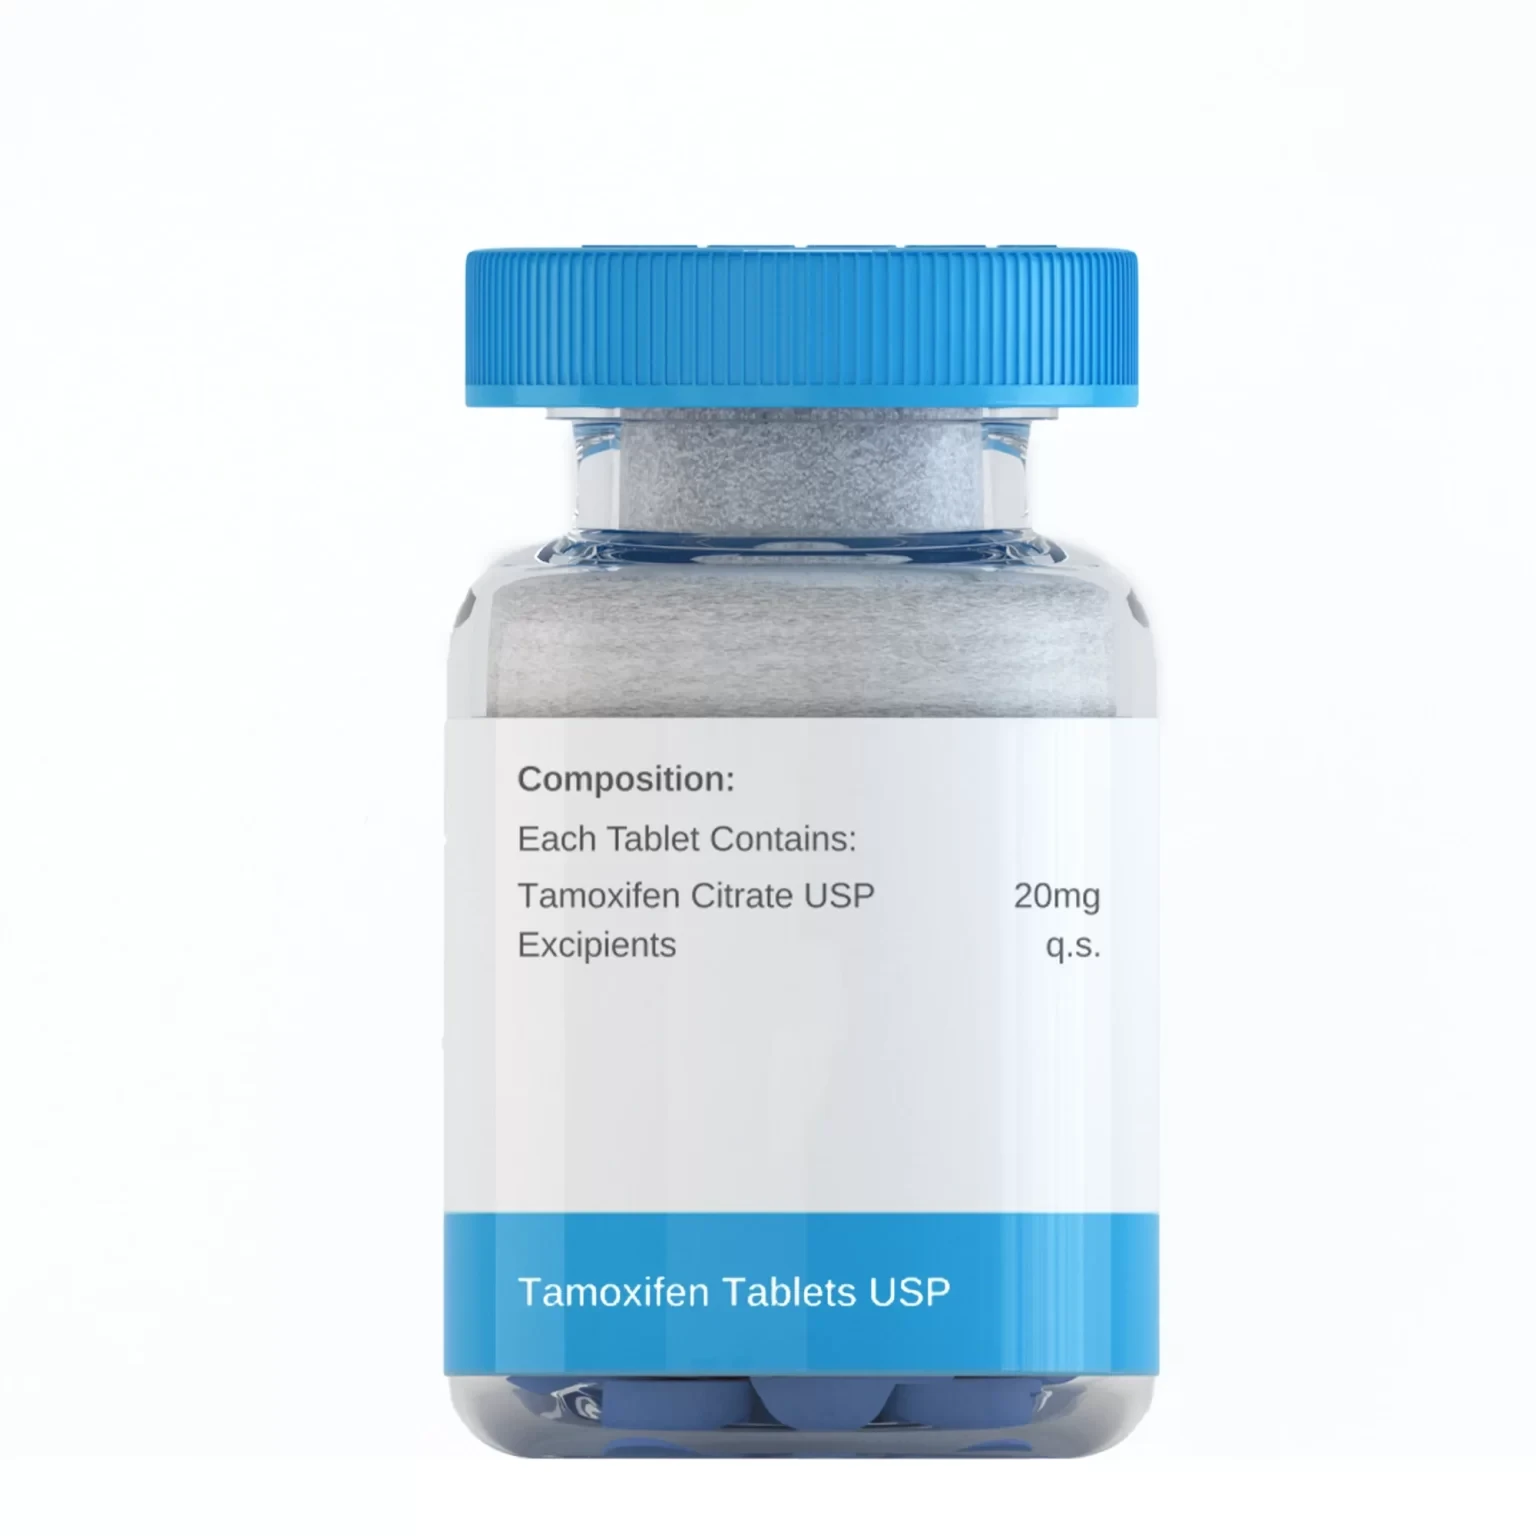 Composition:
Each Tablet Contains:
Tamoxifen Citrate USP 20mg
Excipients q.s.
Tamoxifen Tablets USP